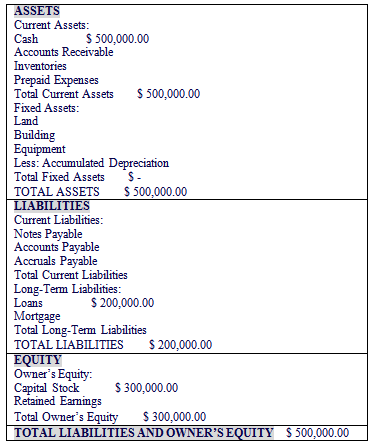 ASSETS
Current Assets:
Cash $ 500,000.00
Accounts Receivable
Inventories
Prepaid Expenses
Total Current Assets $ 500,000.00
Fixed Assets:
Land
Building
Equipment
Less: Accumulated Depreciation
Total Fixed Assets $ -
TOTAL ASSETS $ 500,000.00
LIABILITIES
Current Liabilities:
Notes Payable
Accounts Payable
Accruals Payable
Total Current Liabilities
Long-Term Liabilities:
Loans $ 200,000.00
Mortgage
Total Long-Term Liabilities
TOTAL LIABILITIES $ 200,000.00
EQUITY
Owner's Equity:
Capital Stock $ 300,000.00
Retained Earnings
Total Owner's Equity $ 300,000.00
TOTAL LIABILITIES AND OWNER'S EQUITY $ 500,000.00